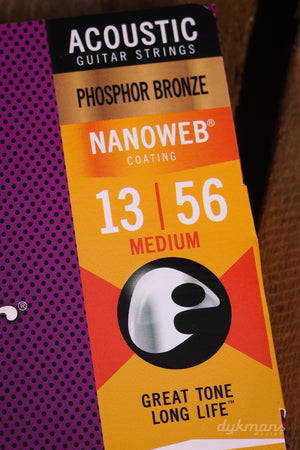 ACOUSTIC
GUITAR STRINGS
PHOSPHOR BRONZE
NANOWEB®
COATING
13 | 56
MEDIUM
r®
GREAT TONE
LONG LIFE™
dykmans